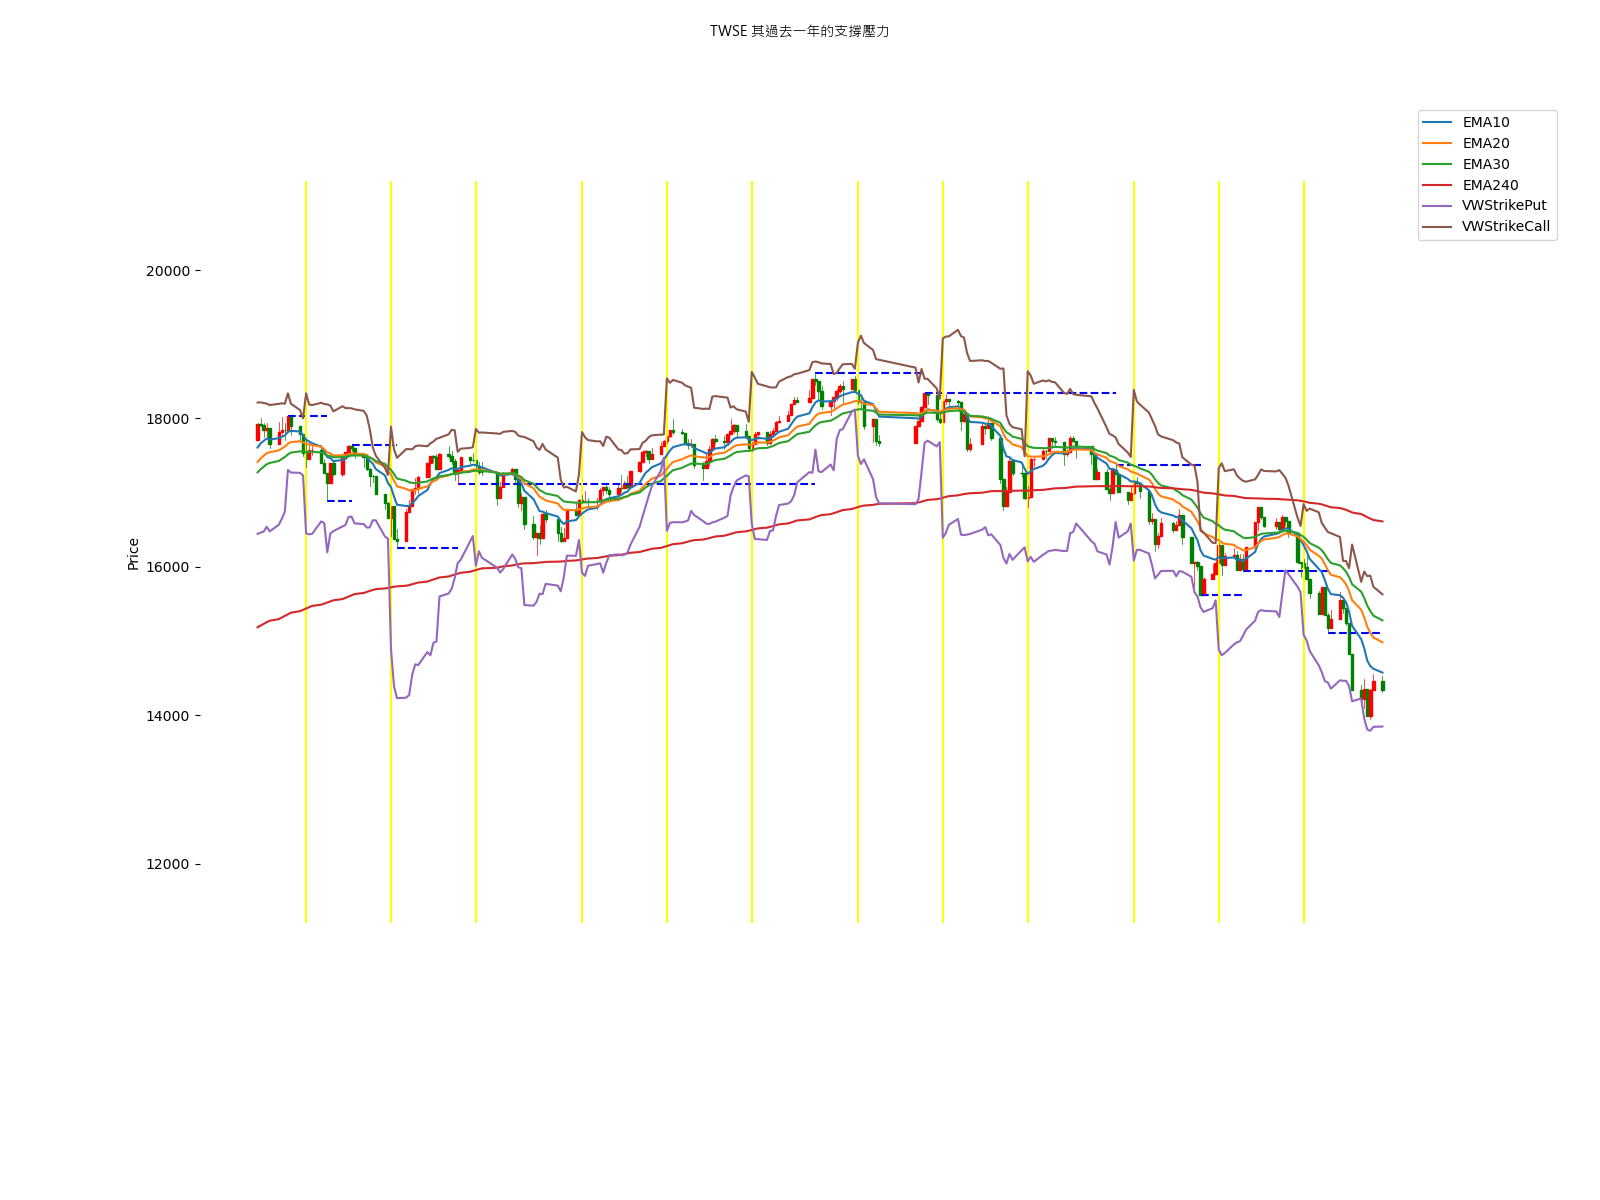 TWSE 其過去一年的支撐壓力
EMA10
EMA20
EMA30
EMA240
VWStrikePut
VWStrikeCall
20000
18000
16000
14000
12000
Price